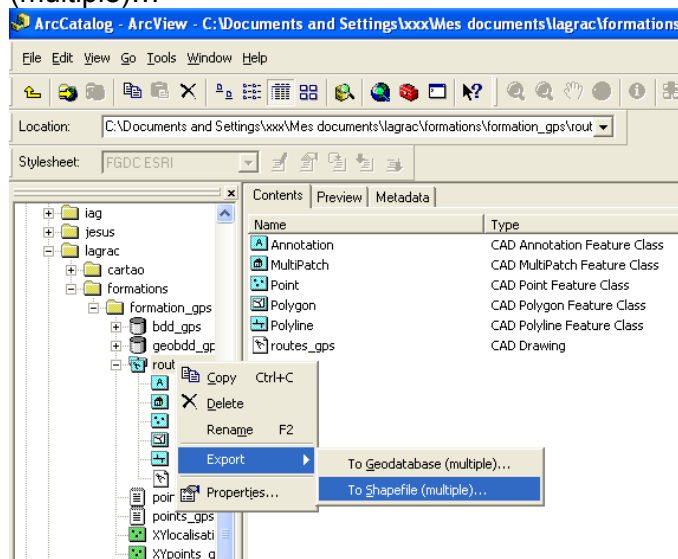 (multiple)...
ArcCatalog - ArcView - C:\Documents and Settings\xxx\Mes documents\lagrac\formations
File Edit View Go Tools Window Help
Location: C:\Documents and Settings\xxx\Mes documents\lagrac\formations\formation_gps\rout
Stylesheet: FGDC ESRI
Contents Preview Metadata
Name Type
Annotation CAD Annotation Feature Class
MultiPatch CAD MultiPatch Feature Class
Point CAD Point Feature Class
Polygon CAD Polygon Feature Class
Polyline CAD Polyline Feature Class
routes_gps CAD Drawing
iag
jesus
lagrac
cartao
formations
formation_gps
bdd_gps
geobdd_gp
rout
poir
points_gps
XYlocalisati
XYpoints_g
Copy Ctrl+C
Delete
Rename F2
Export
Properties...
To Geodatabase (multiple)...
To Shapefile (multiple)...